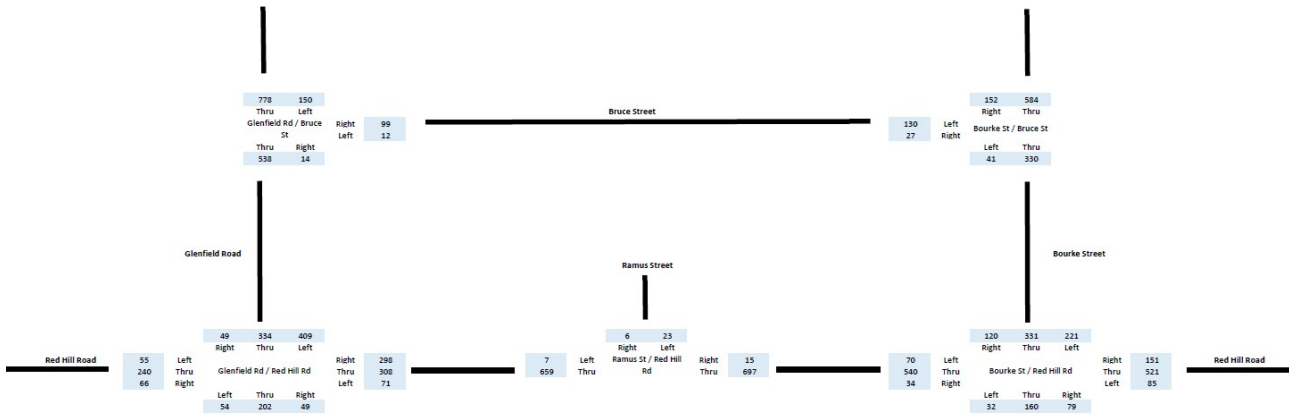 778 150 152 584
Thru Left Bruce Street Right Thru
Glenfield Rd / Bruce Right 99 130 Left Bourke St / Bruce St
St Left 12 27 Right
Thru Right Left Thru
538 14 41 330
Glenfield Road Bourke Street
Ramus Street
49 334 409 6 23 120 331 221
Right Thru Left Right Left Right Thru Left
Red Hill Road 55 Left Right 298 7 Left Ramus St / Red Hill Right 15 70 Left Right 151 Red Hill Road
240 Thru Glenfield Rd / Red Hill Rd Thru 308 659 Thru Rd Thru 697 540 Thru Bourke St / Red Hill Rd Thru 521
66 Right Left 71 34 Right Left 85
Left Thru Right Left Thru Right
54 202 49 32 160 79